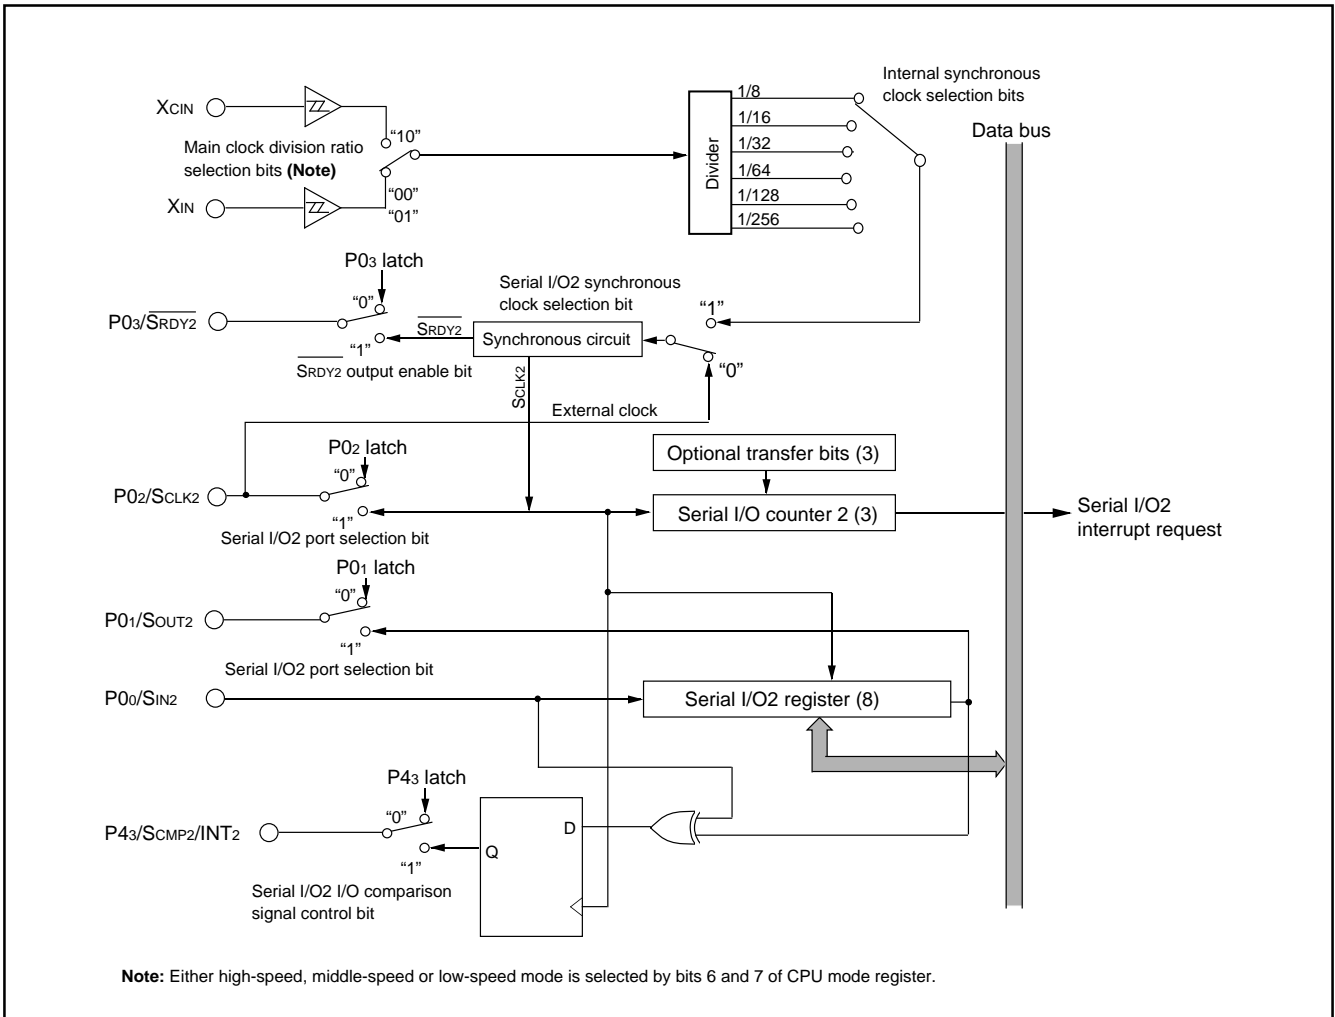 XCIN
"10"
Main clock division ratio
selection bits (Note)
XIN
"00"
"01"
Divider
1/8
1/16
1/32
1/64
1/128
1/256
Internal synchronous
clock selection bits
Data bus
P03 latch
"0"
P03/SRDY2
"1"
SRDY2
SRDY2 output enable bit
Serial I/O2 synchronous
clock selection bit
Synchronous circuit
"1"
"0"
SCLK2
External clock
P02 latch
"0"
P02/SCLK2
"1"
Serial I/O2 port selection bit
Optional transfer bits (3)
Serial I/O counter 2 (3)
Serial I/O2
interrupt request
P01 latch
"0"
P01/SOUT2
"1"
Serial I/O2 port selection bit
P00/SIN2
Serial I/O2 register (8)
P43 latch
"0"
P43/SCMP2/INT2
"1"
Q
D
Serial I/O2 I/O comparison
signal control bit
Note: Either high-speed, middle-speed or low-speed mode is selected by bits 6 and 7 of CPU mode register.